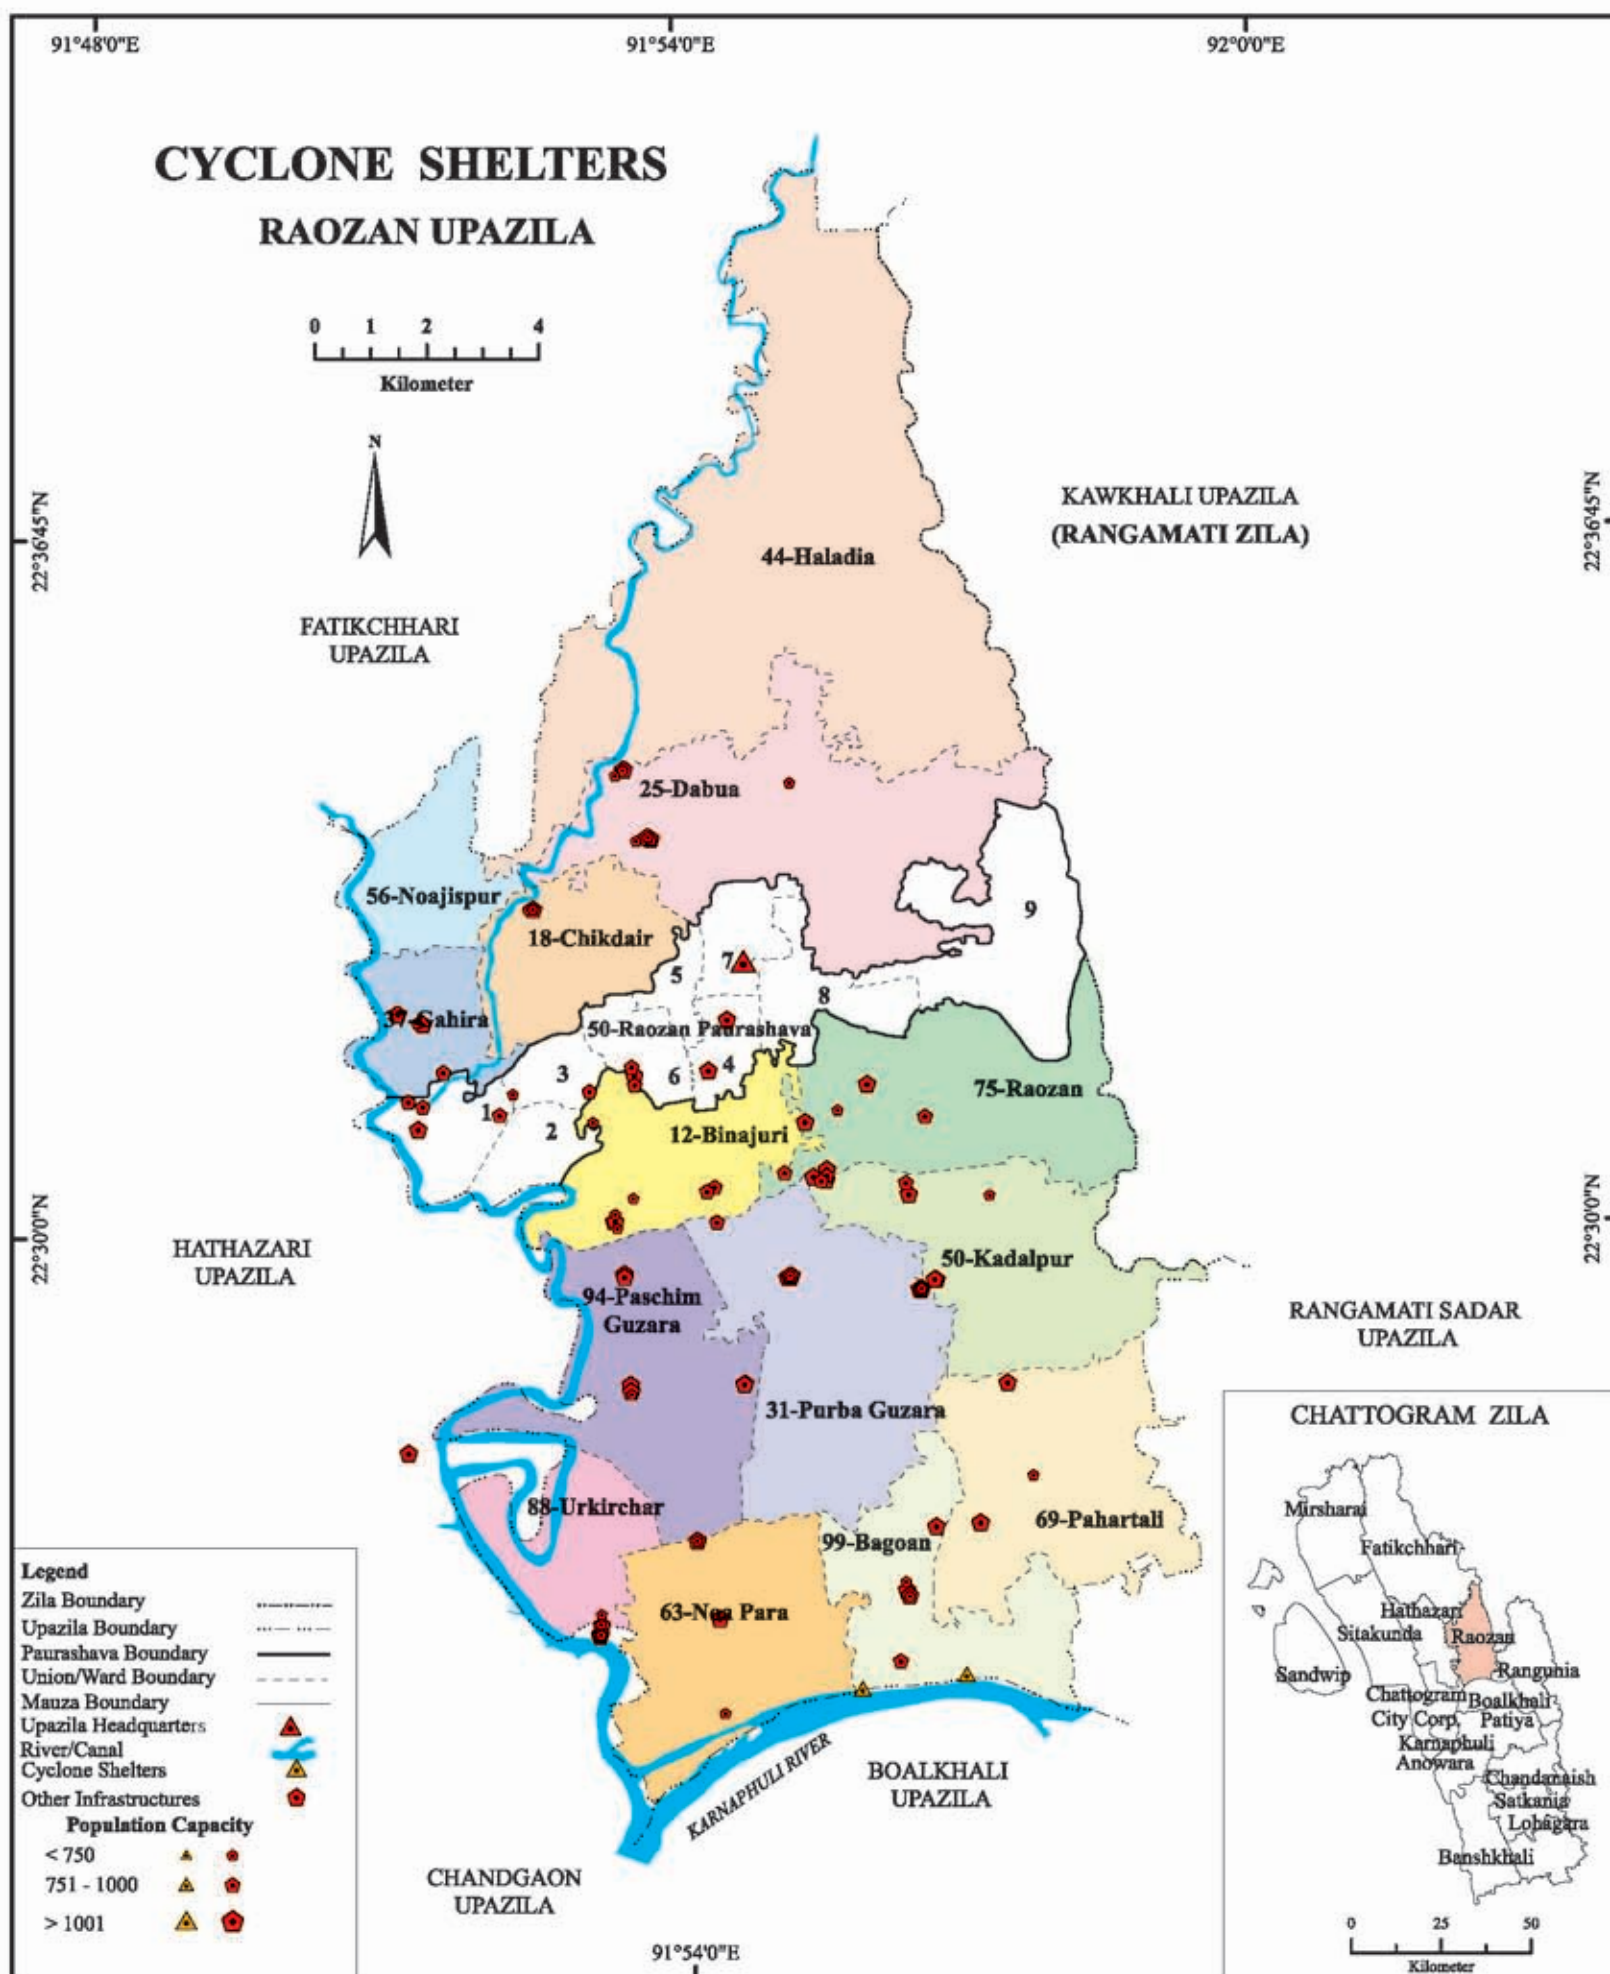 91°48'0"E
91°54'0"E
92°0'0"E
CYCLONE SHELTERS
RAOZAN UPAZILA
0 1 2 4
Kilometer
N
22°36'45"N
22°36'45"N
KAWKHALI UPAZILA
(RANGAMATI ZILA)
44-Haladia
FATIKCHHARI
UPAZILA
25-Dabua
56-Noajispur
9
18-Chikdair
7
5
8
37-Gahira
50-Raozan Paurashava
3
6
4
75-Raozan
1
2
12-Binajuri
22°30'0"N
22°30'0"N
HATHAZARI
UPAZILA
50-Kadalpur
94-Paschim
Guzara
RANGAMATI SADAR
UPAZILA
31-Purba Guzara
88-Urkirchar
99-Bagoan
69-Pahartali
63-Noa Para
KARNAPHULI RIVER
BOALKHALI
UPAZILA
CHANDGAON
UPAZILA
91°54'0"E
Legend
Zila Boundary
Upazila Boundary
Paurashava Boundary
Union/Ward Boundary
Mauza Boundary
Upazila Headquarters
River/Canal
Cyclone Shelters
Other Infrastructures
Population Capacity
< 750
751 - 1000
> 1001
CHATTOGRAM ZILA
Mirsharai
Fatikchhari
Hathazari
Sitakunda
Raozan
Sandwip
Rangunia
Chattogram
City Corp.
Boalkhali
Patiya
Karnaphuli
Anowara
Chandanaish
Satkania
Lohagara
Banshkhali
0 25 50
Kilometer